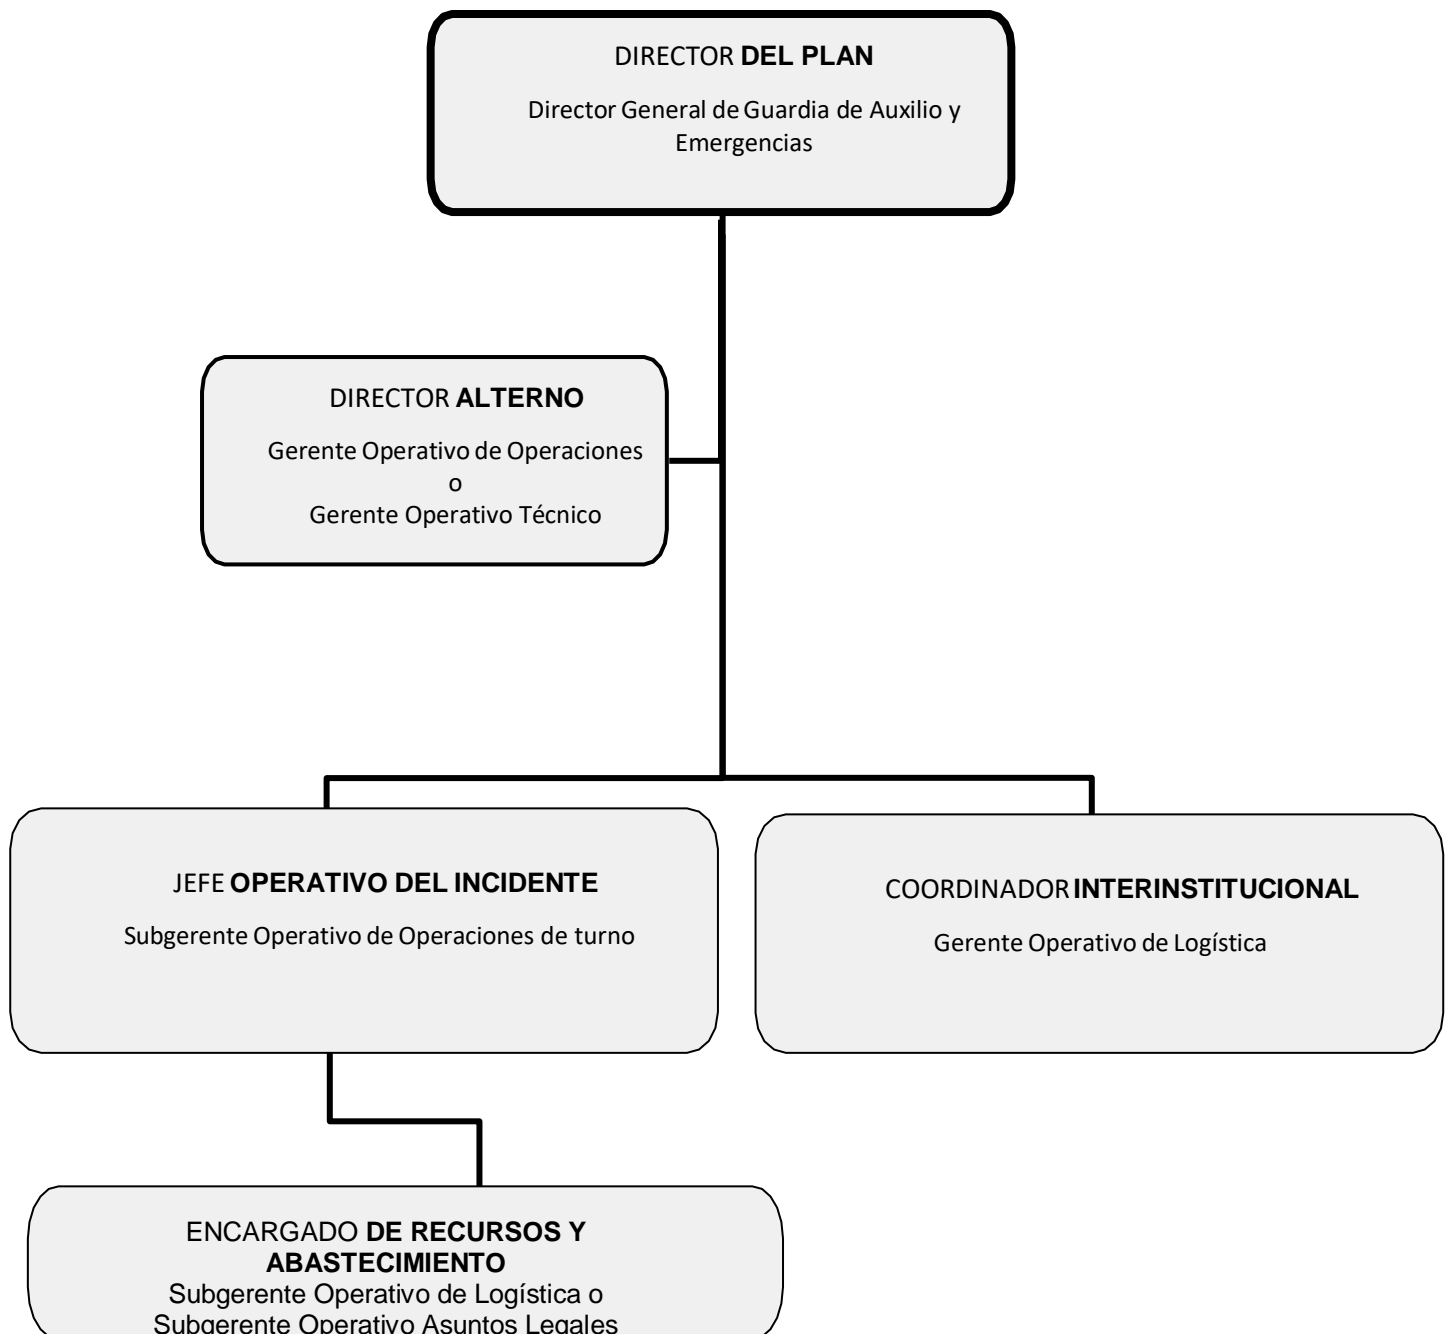 DIRECTOR DEL PLAN
Director General de Guardia de Auxilio y
Emergencias
DIRECTOR ALTERNO
Gerente Operativo de Operaciones
o
Gerente Operativo Técnico
JEFE OPERATIVO DEL INCIDENTE
Subgerente Operativo de Operaciones de turno
COORDINADOR INTERINSTITUCIONAL
Gerente Operativo de Logística
ENCARGADO DE RECURSOS Y
ABASTECIMIENTO
Subgerente Operativo de Logística o
Subgerente Operativo Asuntos Legales